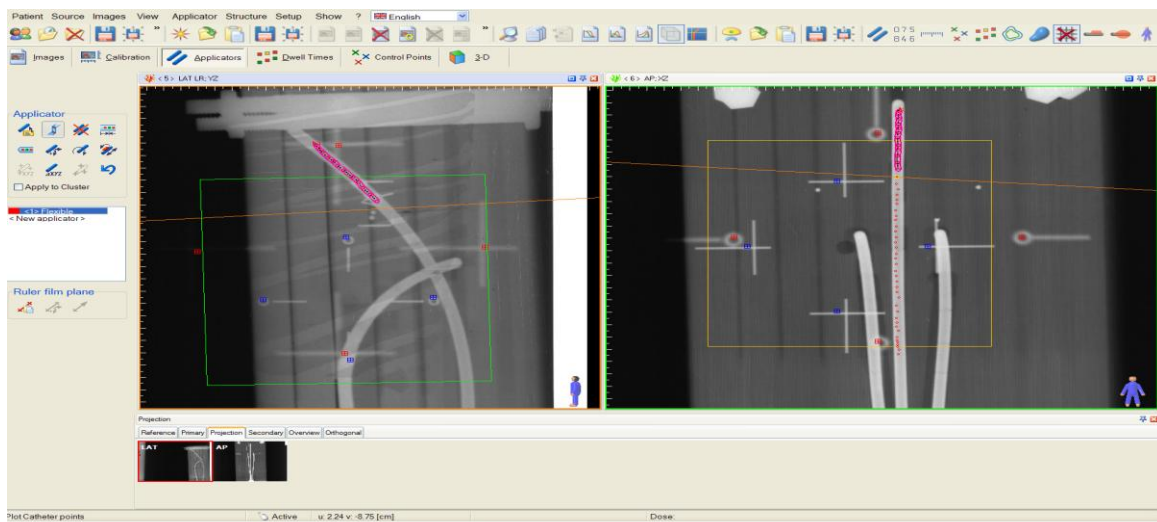 Patient Source Images View Applicator Structure Setup Show ? English
Images Calibration Applicators Dwell Times Control Points 3-D
< 5> LAT LR; YZ
< 6> AP; XZ
Applicator
Apply to Cluster
<1> Flexible
< New applicator >
Ruler film plane
Projection
Reference Primary Projection Secondary Overview Orthogonal
LAT AP
Plot Catheter points Active u: 2.24 v: -8.75 [cm] Dose: